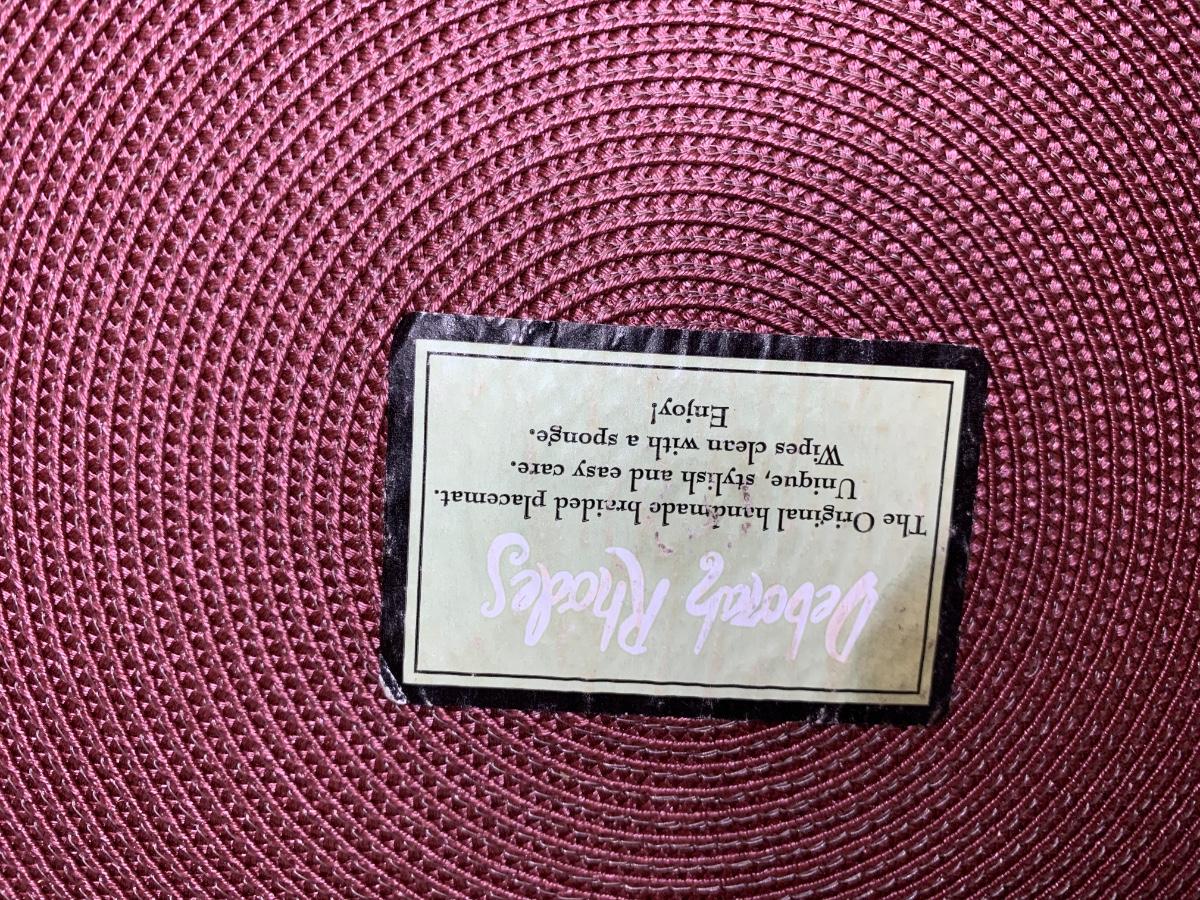 Deborah Rhodes
The Original handmade braided placemat.
Unique, stylish and easy care.
Wipes clean with a sponge.
Enjoy!